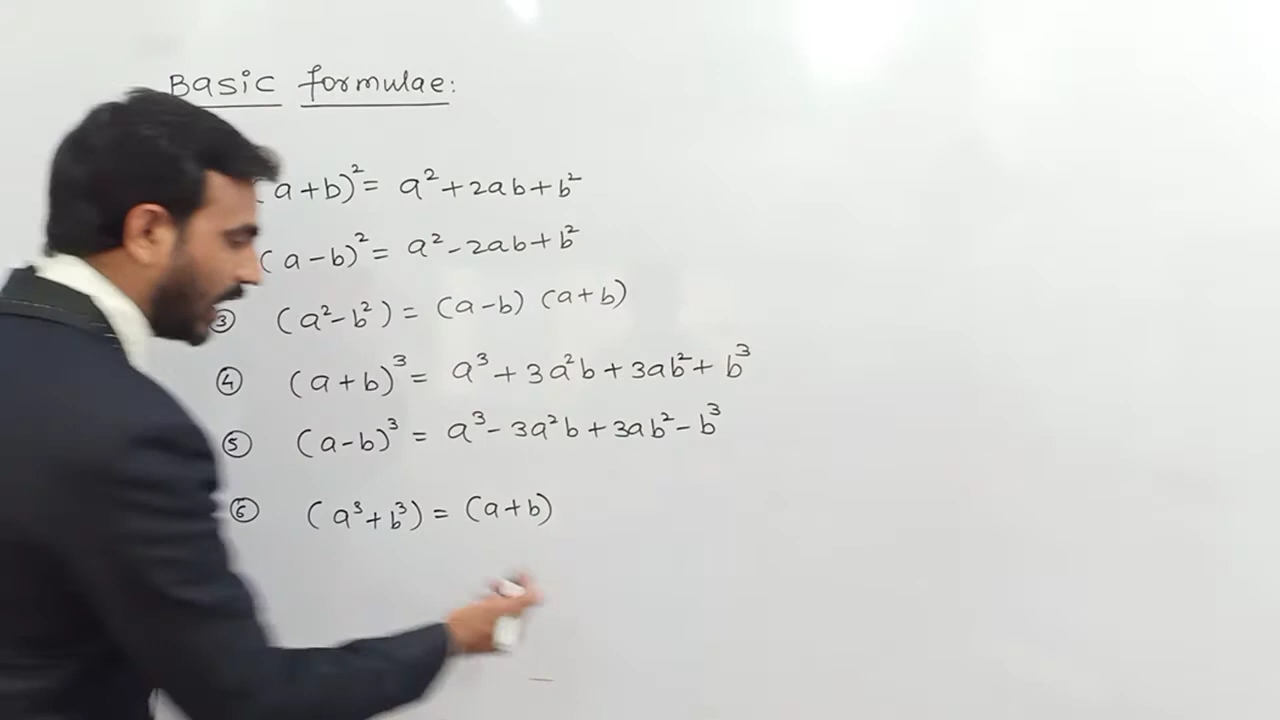 Basic formulae:
(a+b)²= a²+2ab+b²
(a-b)²= a²-2ab+b²
③ (a²-b²) = (a-b) (a+b)
④ (a+b)³= a³+3a²b+3ab²+b³
⑤ (a-b)³ = a³-3a²b+3ab²-b³
⑥ (a³+b³) = (a+b)